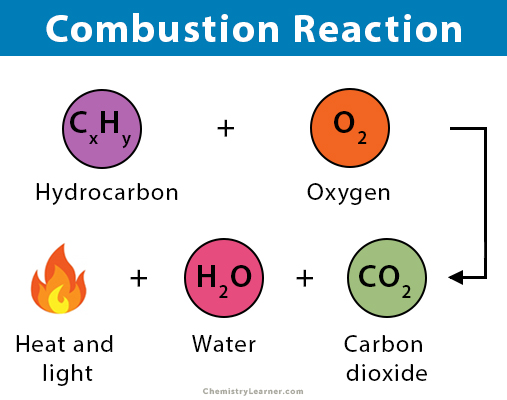 Combustion Reaction
CxHy + O2
Hydrocarbon Oxygen
+ H2O + CO2
Heat and Water Carbon
light dioxide
ChemistryLearner.com